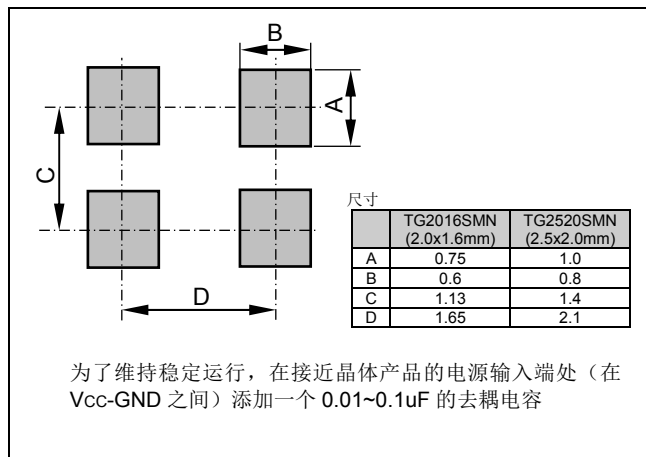 B
A
C
D
尺寸
TG2016SMN TG2520SMN
(2.0x1.6mm) (2.5x2.0mm)
A 0.75 1.0
B 0.6 0.8
C 1.13 1.4
D 1.65 2.1
为了维持稳定运行，在接近晶体产品的电源输入端处（在
Vcc-GND 之间）添加一个 0.01~0.1uF 的去耦电容